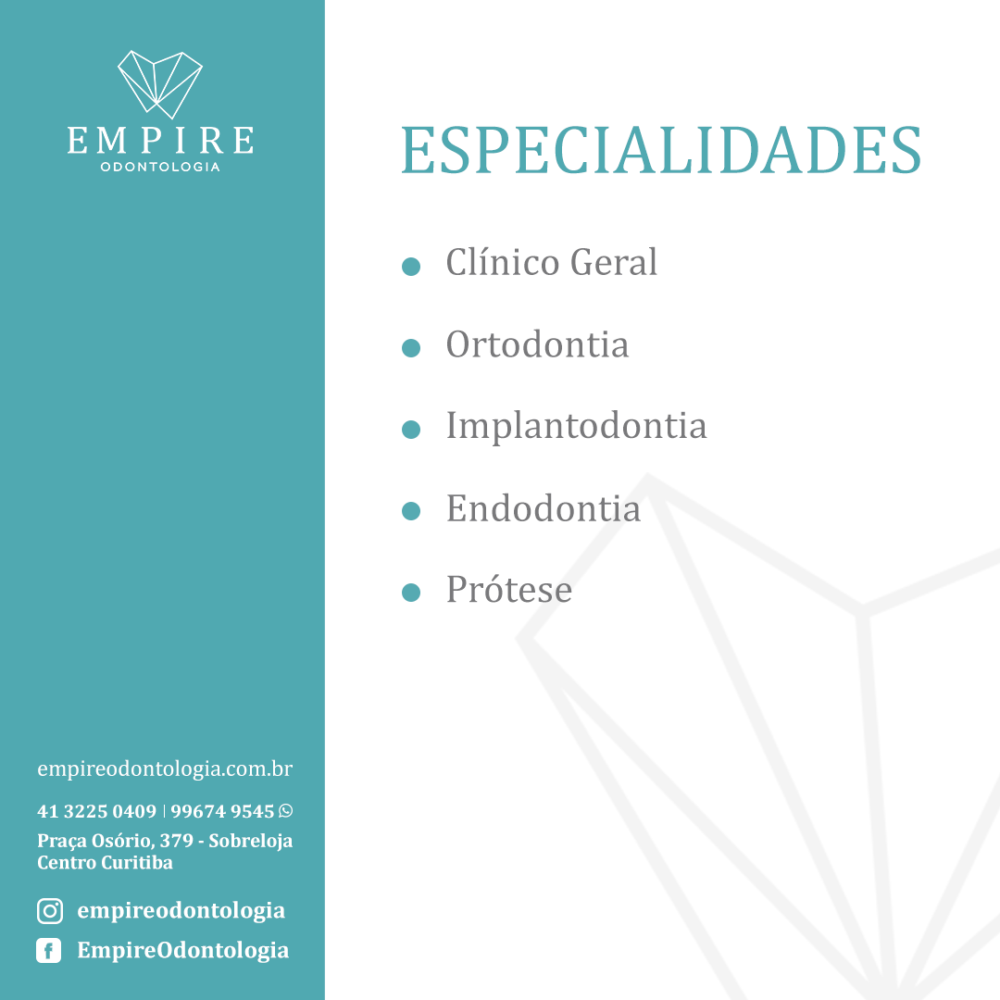 EMPIRE
ODONTOLOGIA
ESPECIALIDADES
Clínico Geral
Ortodontia
Implantodontia
Endodontia
Prótese
empireodontologia.com.br
41 3225 0409 | 99674 9545
Praça Osório, 379 - Sobreloja
Centro Curitiba
empireodontologia
EmpireOdontologia